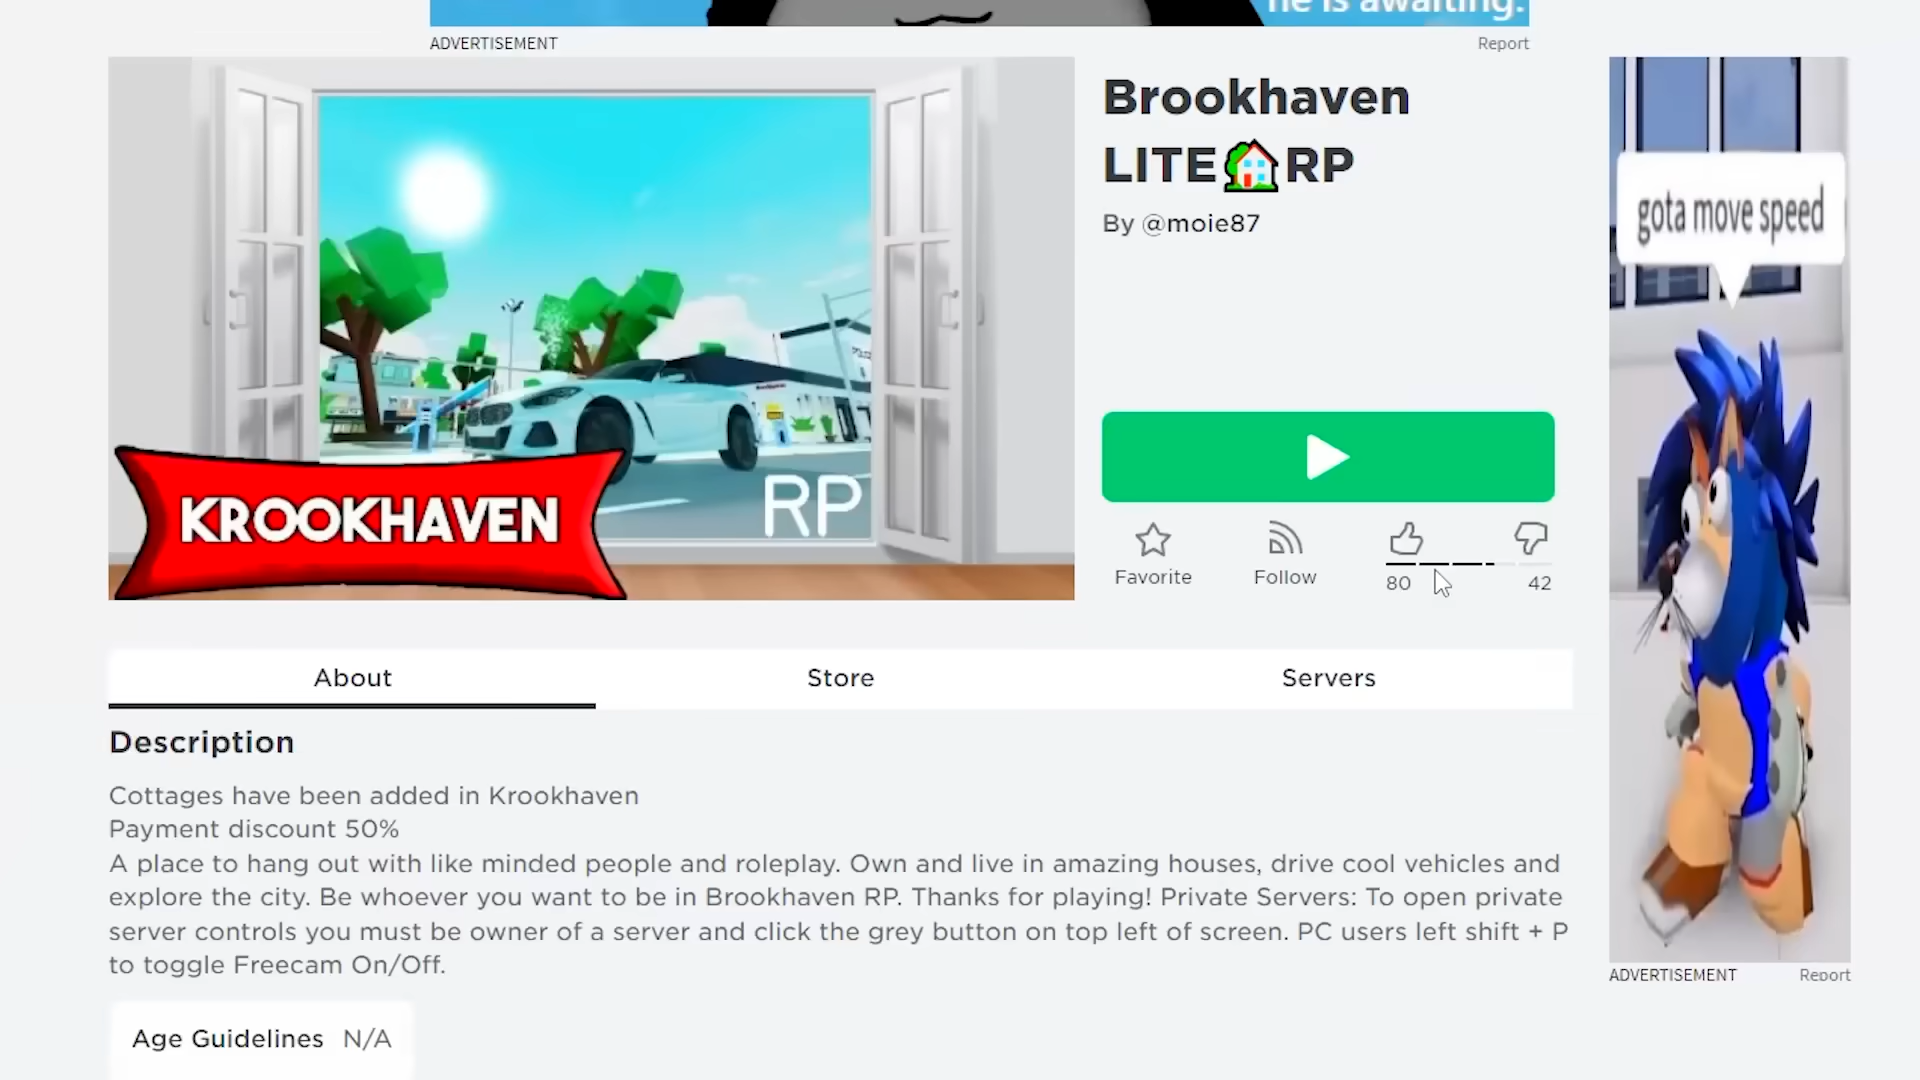 he is awaiting.
ADVERTISEMENT
Report
Brookhaven
LITE RP
By @moie87
gota move speed
RP
KROOKHAVEN
Favorite
Follow
80
42
About
Store
Servers
Description
Cottages have been added in Krookhaven
Payment discount 50%
A place to hang out with like minded people and roleplay. Own and live in amazing houses, drive cool vehicles and
explore the city. Be whoever you want to be in Brookhaven RP. Thanks for playing! Private Servers: To open private
server controls you must be owner of a server and click the grey button on top left of screen. PC users left shift + P
to toggle Freecam On/Off.
ADVERTISEMENT
Report
Age Guidelines N/A